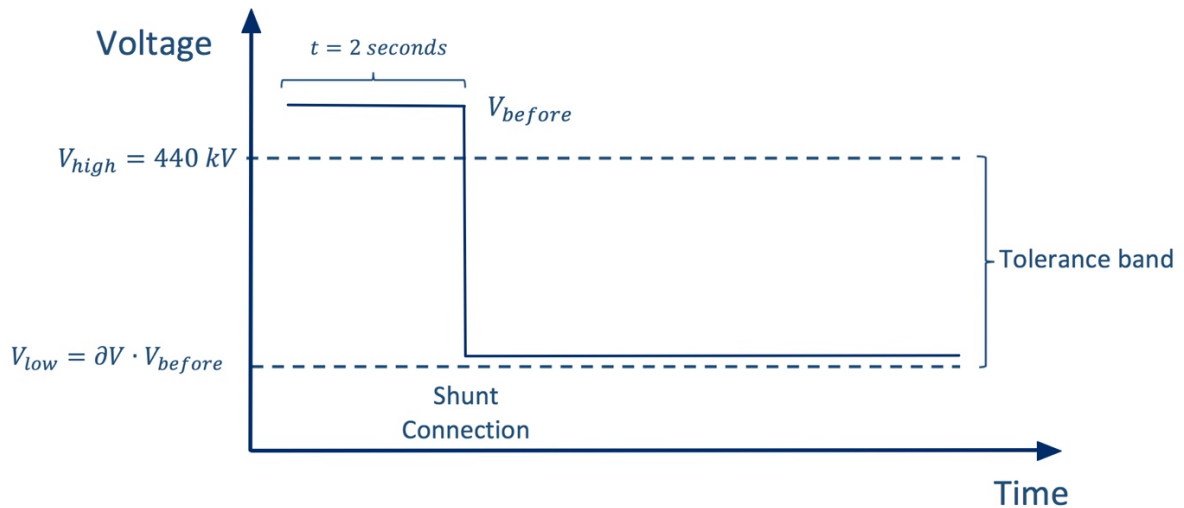 Voltage
t = 2 seconds
V_before
V_high = 440 kV
Tolerance band
V_low = ∂V · V_before
Shunt
Connection
Time